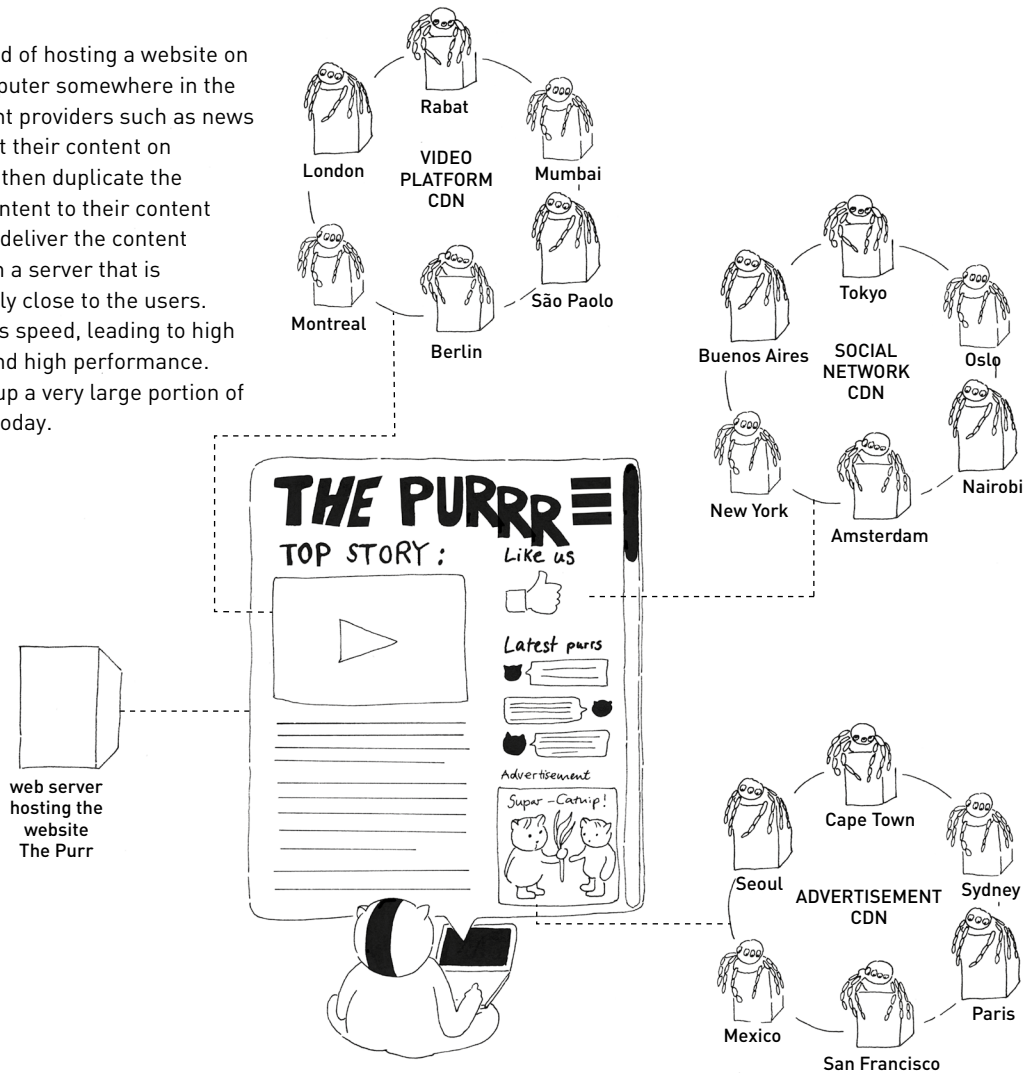 d of hosting a website on
puter somewhere in the
nt providers such as news
t their content on
then duplicate the
ntent to their content
deliver the content
n a server that is
ly close to the users.
s speed, leading to high
nd high performance.
up a very large portion of
oday.
Rabat
London
VIDEO
PLATFORM
CDN
Mumbai
Montreal
São Paolo
Berlin
Tokyo
Buenos Aires
SOCIAL
NETWORK
CDN
Oslo
New York
Nairobi
Amsterdam
THE PURRR
TOP STORY:
Like us
Latest purrs
Advertisement
Super-Catnip!
web server
hosting the
website
The Purr
Cape Town
Seoul
ADVERTISEMENT
CDN
Sydney
Mexico
Paris
San Francisco